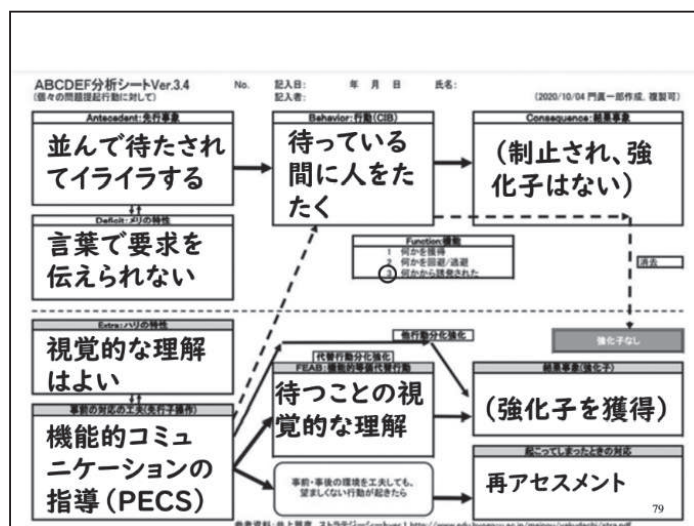 ABCDEF分析シートVer.3.4
(個々の問題提起行動に対して)
No.
記入日: 年 月 日 氏名:
記入者:
(2020/10/04 門眞一郎作成, 複製可)
Antecedent:先行事象
並んで待たされ
てイライラする
Behavior:行動(CIB)
待っている
間に人をた
たく
Consequence:結果事象
(制止され、強
化子はない)
Deficit:メリの特性
言葉で要求を
伝えられない
Function:機能
1 何かを獲得
2 何かを回避/逃避
3 何かから誘発された
消去
Extra:ハリの特性
視覚的な理解
はよい
他行動分化強化
強化子なし
代替行動分化強化
FEAB:機能的等価代替行動
待つことの視
覚的な理解
結果事象(強化子)
(強化子を獲得)
事前の対応の工夫(先行子操作)
機能的コミュ
ニケーションの
指導(PECS)
事前・事後の環境を工夫しても,
望ましくない行動が起きたら
起こってしまったときの対応
再アセスメント
79